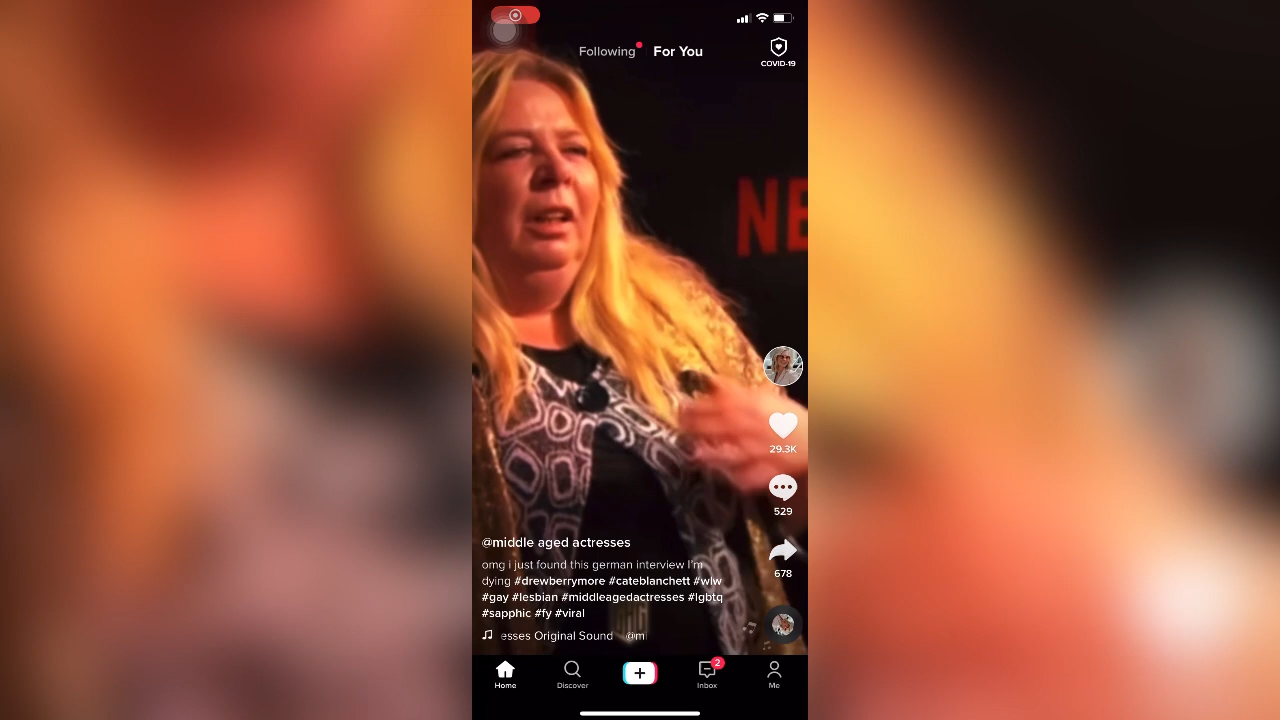 Following
For You
COVID-19
NE
29.3K
529
678
@middle aged actresses
omg i just found this german interview I'm
dying #drewberrymore #cateblanchett #wlw
#gay #lesbian #middleagedactresses #lgbtq
#sapphic #fy #viral
esses Original Sound @mi
Home
Discover
2
Inbox
Me